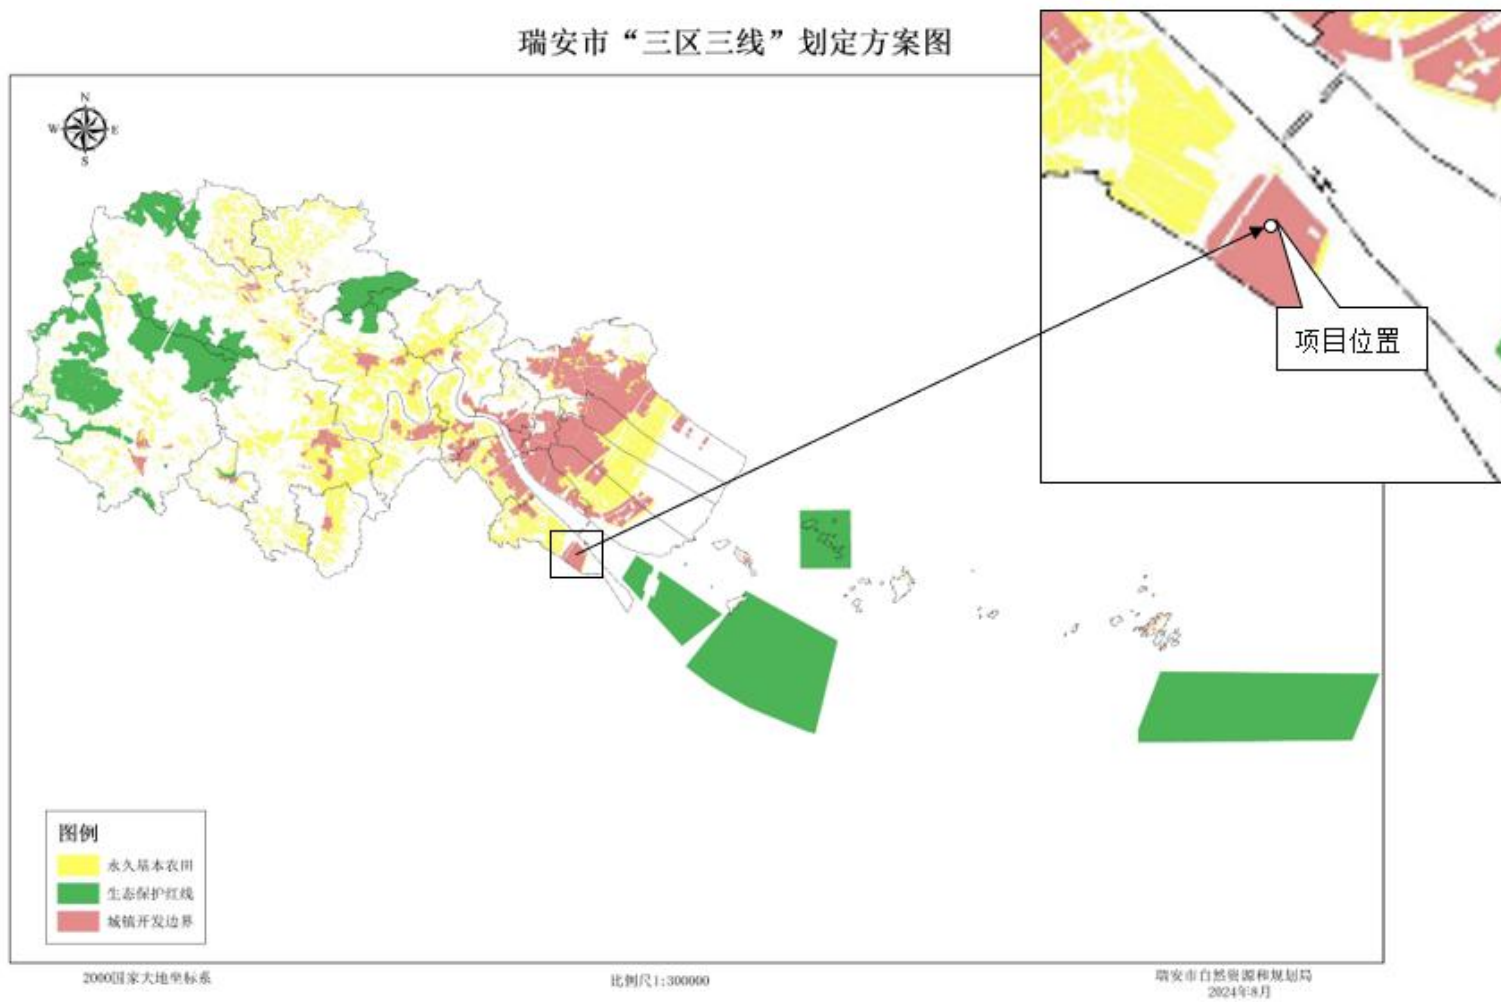 瑞安市“三区三线”划定方案图
N
W E
S
项目位置
图例
永久基本农田
生态保护红线
城镇开发边界
2000国家大地坐标系
比例尺1:300000
瑞安市自然资源和规划局
2024年8月